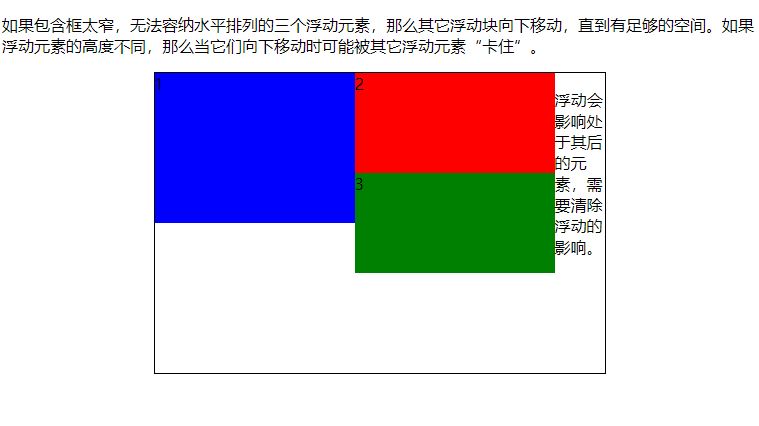 如果包含框太窄，无法容纳水平排列的三个浮动元素，那么其它浮动块向下移动，直到有足够的空间。如果
浮动元素的高度不同，那么当它们向下移动时可能被其它浮动元素“卡住”。
1
2
3
浮动会
影响处
于其后
的元
素，需
要清除
浮动的
影响。